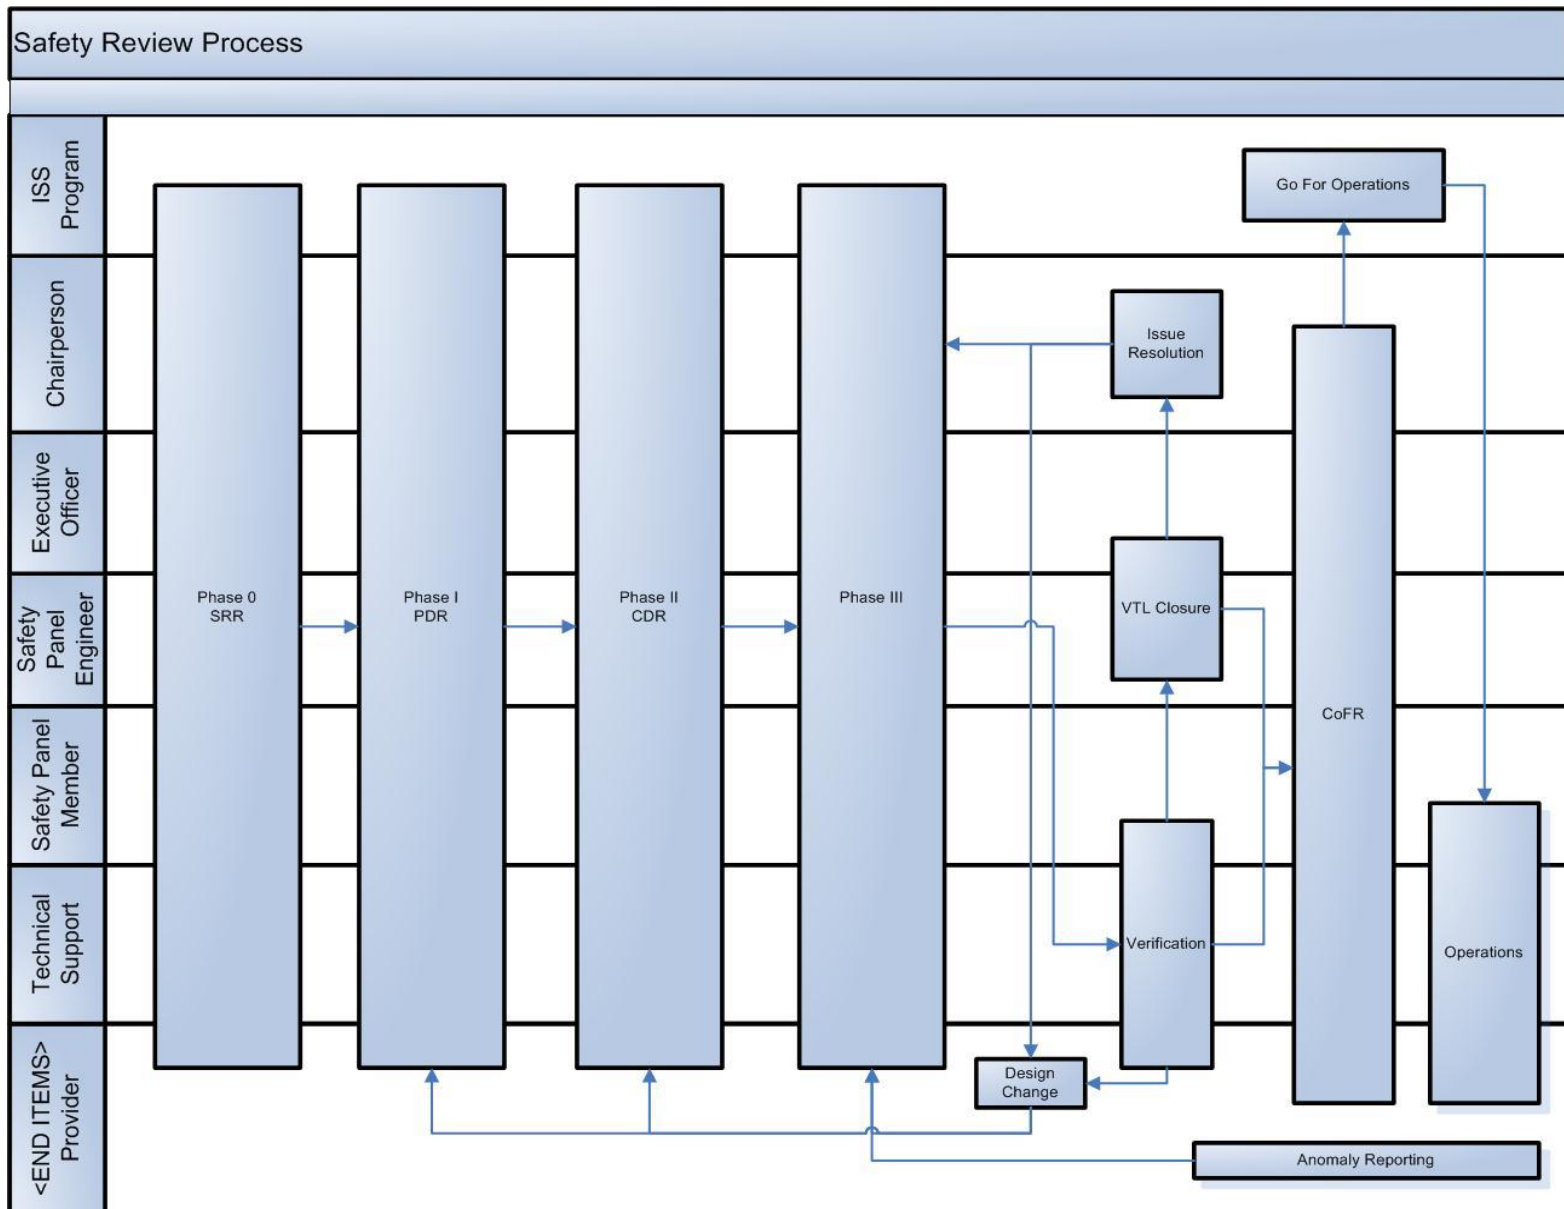 Safety Review Process
ISS
Program
Chairperson
Executive
Officer
Safety
Panel
Engineer
Safety Panel
Member
Technical
Support
<END ITEMS>
Provider
Phase 0
SRR
Phase I
PDR
Phase II
CDR
Phase III
Issue
Resolution
VTL Closure
Verification
Design
Change
Go For Operations
CoFR
Operations
Anomaly Reporting